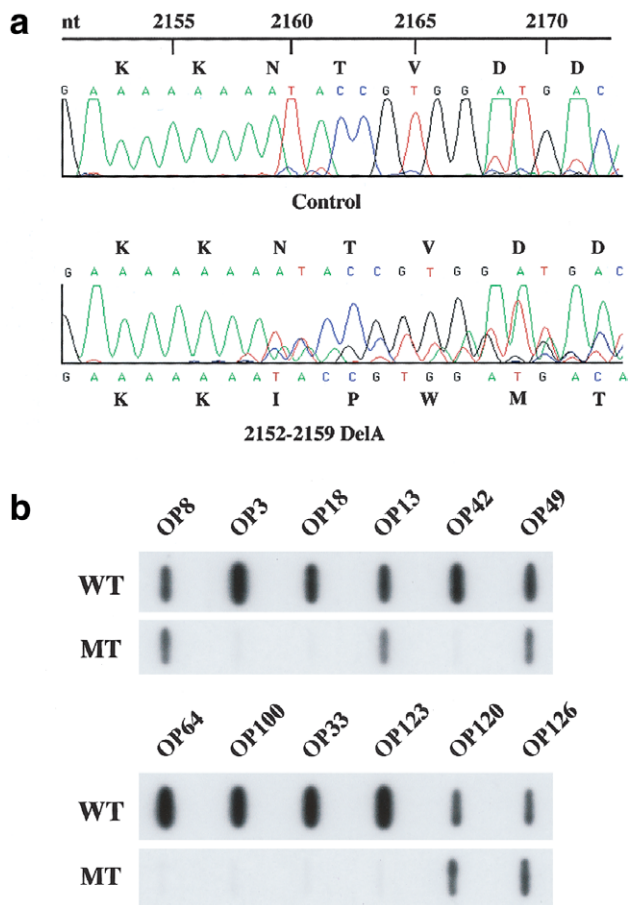 a
nt 2155 2160 2165 2170
K K N T V D D
G A A A A A A A A T A C C G T G G A T G A C
Control
K K N T V D D
G A A A A A A A A T A C C G T G G A T G A C
G A A A A A A A T A C C G T G G A T G A C A
K K I P W M T
2152-2159 DelA
b
OP8 OP3 OP18 OP13 OP42 OP49
WT
MT
OP64 OP100 OP33 OP123 OP120 OP126
WT
MT